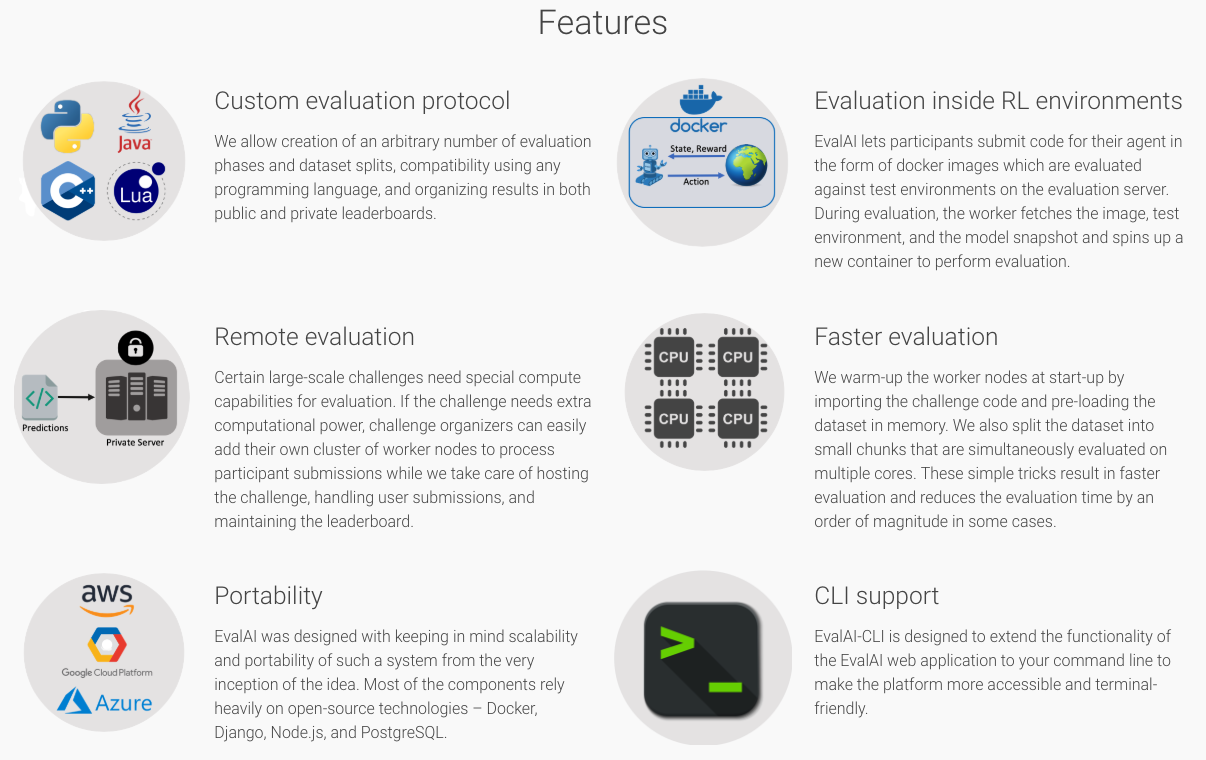 Features
Java
C++
Lua
Custom evaluation protocol
We allow creation of an arbitrary number of evaluation
phases and dataset splits, compatibility using any
programming language, and organizing results in both
public and private leaderboards.
docker
State, Reward
Action
Evaluation inside RL environments
EvalAI lets participants submit code for their agent in
the form of docker images which are evaluated
against test environments on the evaluation server.
During evaluation, the worker fetches the image, test
environment, and the model snapshot and spins up a
new container to perform evaluation.
</>
Predictions
Private Server
Remote evaluation
Certain large-scale challenges need special compute
capabilities for evaluation. If the challenge needs extra
computational power, challenge organizers can easily
add their own cluster of worker nodes to process
participant submissions while we take care of hosting
the challenge, handling user submissions, and
maintaining the leaderboard.
CPU CPU
CPU CPU
Faster evaluation
We warm-up the worker nodes at start-up by
importing the challenge code and pre-loading the
dataset in memory. We also split the dataset into
small chunks that are simultaneously evaluated on
multiple cores. These simple tricks result in faster
evaluation and reduces the evaluation time by an
order of magnitude in some cases.
aws
Google Cloud Platform
Azure
Portability
EvalAI was designed with keeping in mind scalability
and portability of such a system from the very
inception of the idea. Most of the components rely
heavily on open-source technologies – Docker,
Django, Node.js, and PostgreSQL.
>_
CLI support
EvalAI-CLI is designed to extend the functionality of
the EvalAI web application to your command line to
make the platform more accessible and terminal-
friendly.